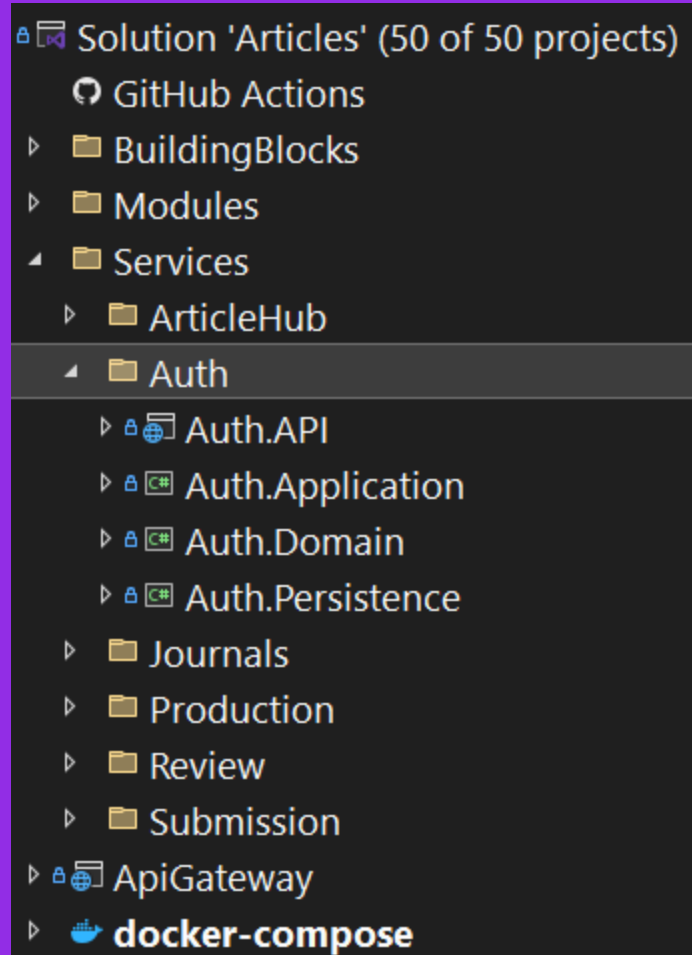 Solution 'Articles' (50 of 50 projects)
GitHub Actions
BuildingBlocks
Modules
Services
ArticleHub
Auth
Auth.API
C# Auth.Application
C# Auth.Domain
C# Auth.Persistence
Journals
Production
Review
Submission
ApiGateway
docker-compose